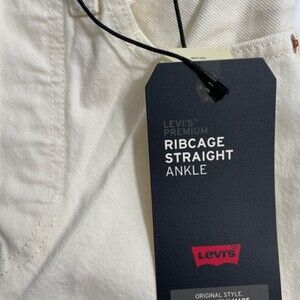 LEVI'S
PREMIUM
RIBCAGE
STRAIGHT
ANKLE
Levi's
ORIGINAL STYLE,